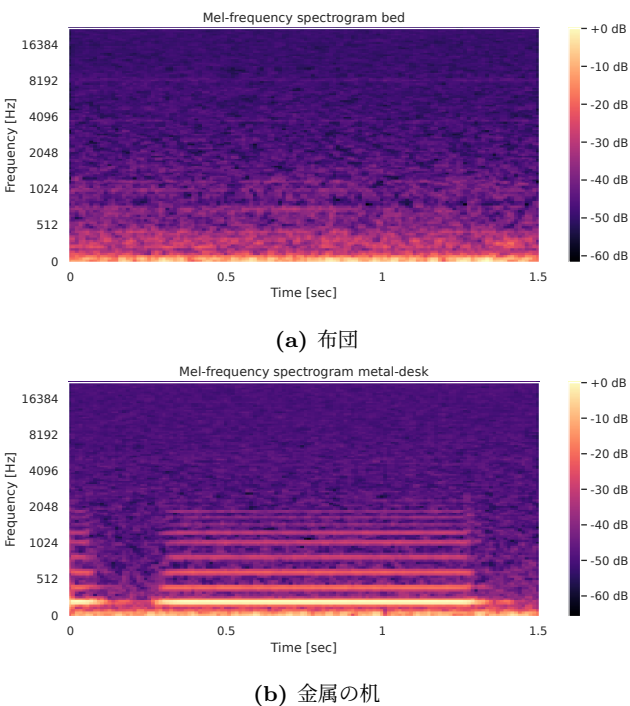 Mel-frequency spectrogram bed
Frequency [Hz]
16384
8192
4096
2048
1024
512
0
0 0.5 1 1.5
Time [sec]
+0 dB
-10 dB
-20 dB
-30 dB
-40 dB
-50 dB
-60 dB
(a) 布団
Mel-frequency spectrogram metal-desk
Frequency [Hz]
16384
8192
4096
2048
1024
512
0
0 0.5 1 1.5
Time [sec]
+0 dB
-10 dB
-20 dB
-30 dB
-40 dB
-50 dB
-60 dB
(b) 金属の机